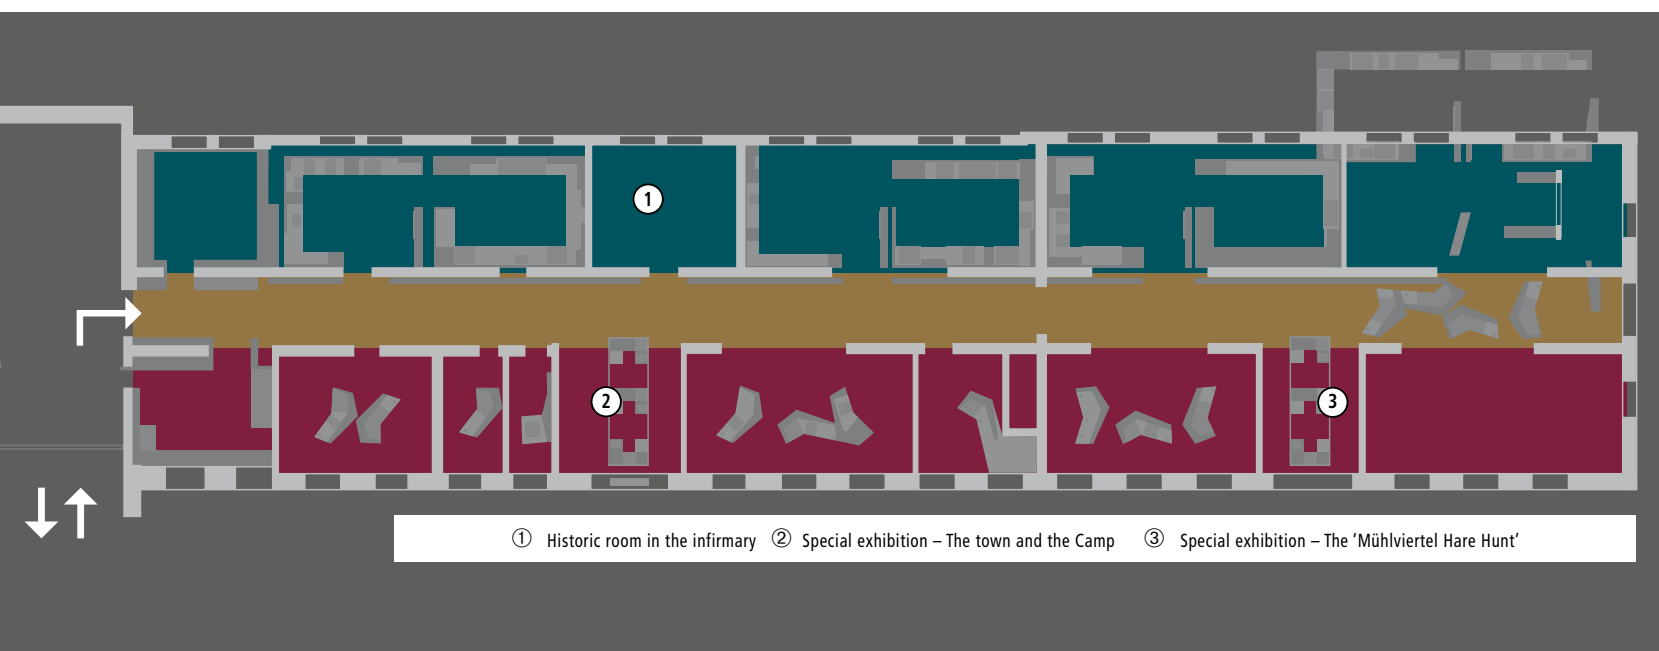 1
2
3
① Historic room in the infirmary ② Special exhibition – The town and the Camp ③ Special exhibition – The ‘Mühlviertel Hare Hunt’